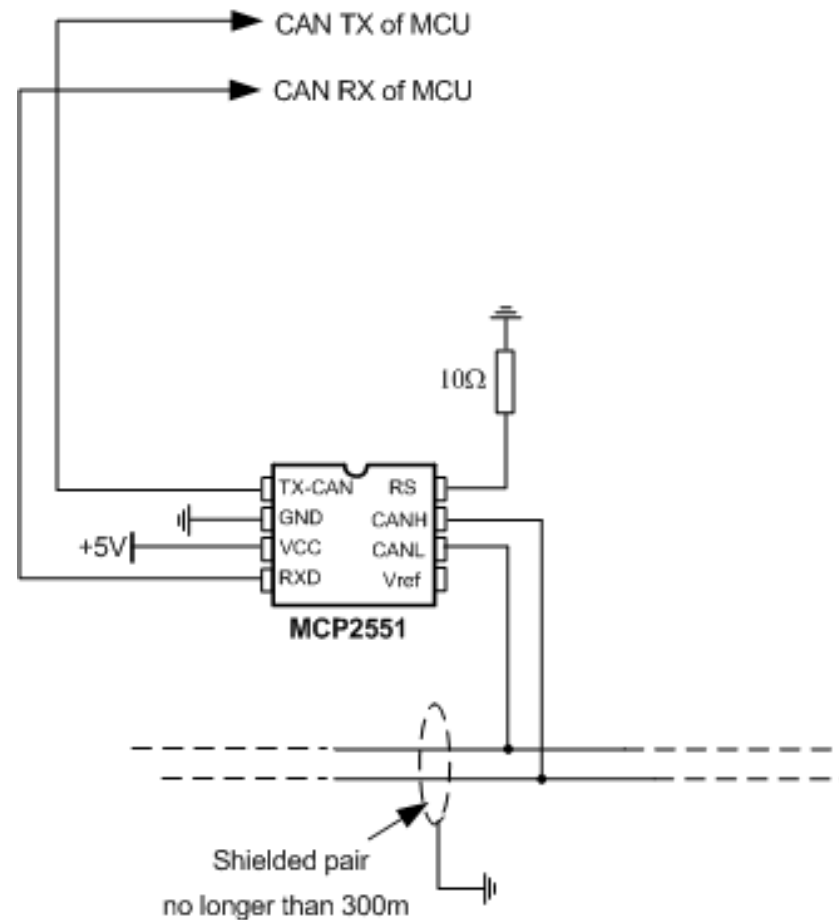 CAN TX of MCU
CAN RX of MCU
10Ω
TX-CAN RS
GND CANH
+5V VCC CANL
RXD Vref
MCP2551
Shielded pair
no longer than 300m